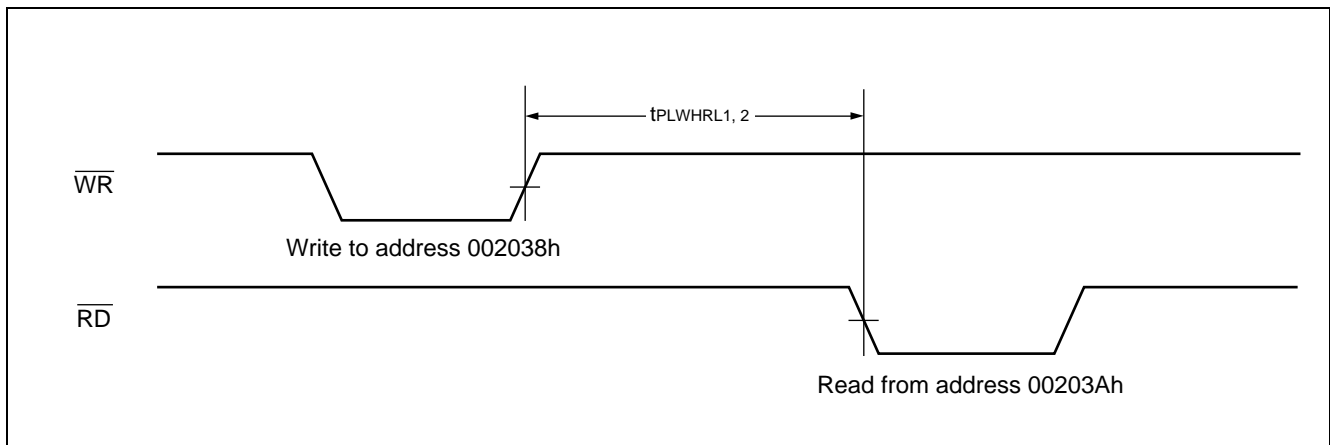 tPLWHRL1, 2
WR
Write to address 002038h
RD
Read from address 00203Ah